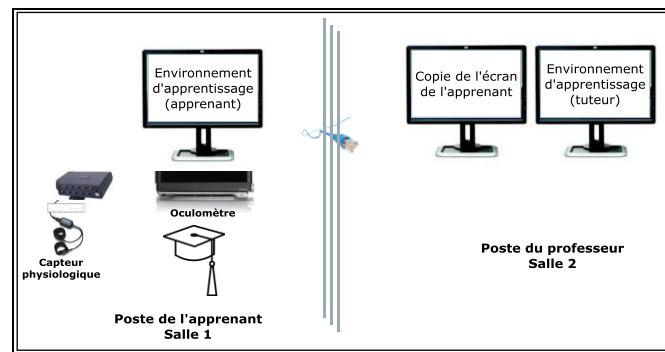 Environnement
d'apprentissage
(apprenant)
Oculomètre
Capteur
physiologique
Poste de l'apprenant
Salle 1
Copie de l'écran
de l'apprenant
Environnement
d'apprentissage
(tuteur)
Poste du professeur
Salle 2